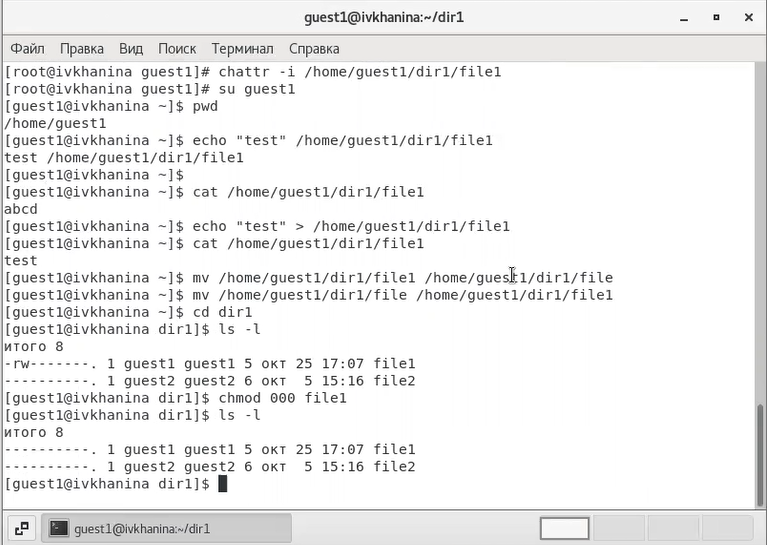 guest1@ivkhanina:~/dir1
Файл Правка Вид Поиск Терминал Справка
[root@ivkhanina guest1]# chattr -i /home/guest1/dir1/file1
[root@ivkhanina guest1]# su guest1
[guest1@ivkhanina ~]$ pwd
/home/guest1
[guest1@ivkhanina ~]$ echo "test" /home/guest1/dir1/file1
test /home/guest1/dir1/file1
[guest1@ivkhanina ~]$
[guest1@ivkhanina ~]$ cat /home/guest1/dir1/file1
abcd
[guest1@ivkhanina ~]$ echo "test" > /home/guest1/dir1/file1
[guest1@ivkhanina ~]$ cat /home/guest1/dir1/file1
test
[guest1@ivkhanina ~]$ mv /home/guest1/dir1/file1 /home/guest1/dir1/file
[guest1@ivkhanina ~]$ mv /home/guest1/dir1/file /home/guest1/dir1/file1
[guest1@ivkhanina ~]$ cd dir1
[guest1@ivkhanina dir1]$ ls -l
итого 8
-rw-------. 1 guest1 guest1 5 окт 25 17:07 file1
----------. 1 guest2 guest2 6 окт  5 15:16 file2
[guest1@ivkhanina dir1]$ chmod 000 file1
[guest1@ivkhanina dir1]$ ls -l
итого 8
----------. 1 guest1 guest1 5 окт 25 17:07 file1
----------. 1 guest2 guest2 6 окт  5 15:16 file2
[guest1@ivkhanina dir1]$
guest1@ivkhanina:~/dir1